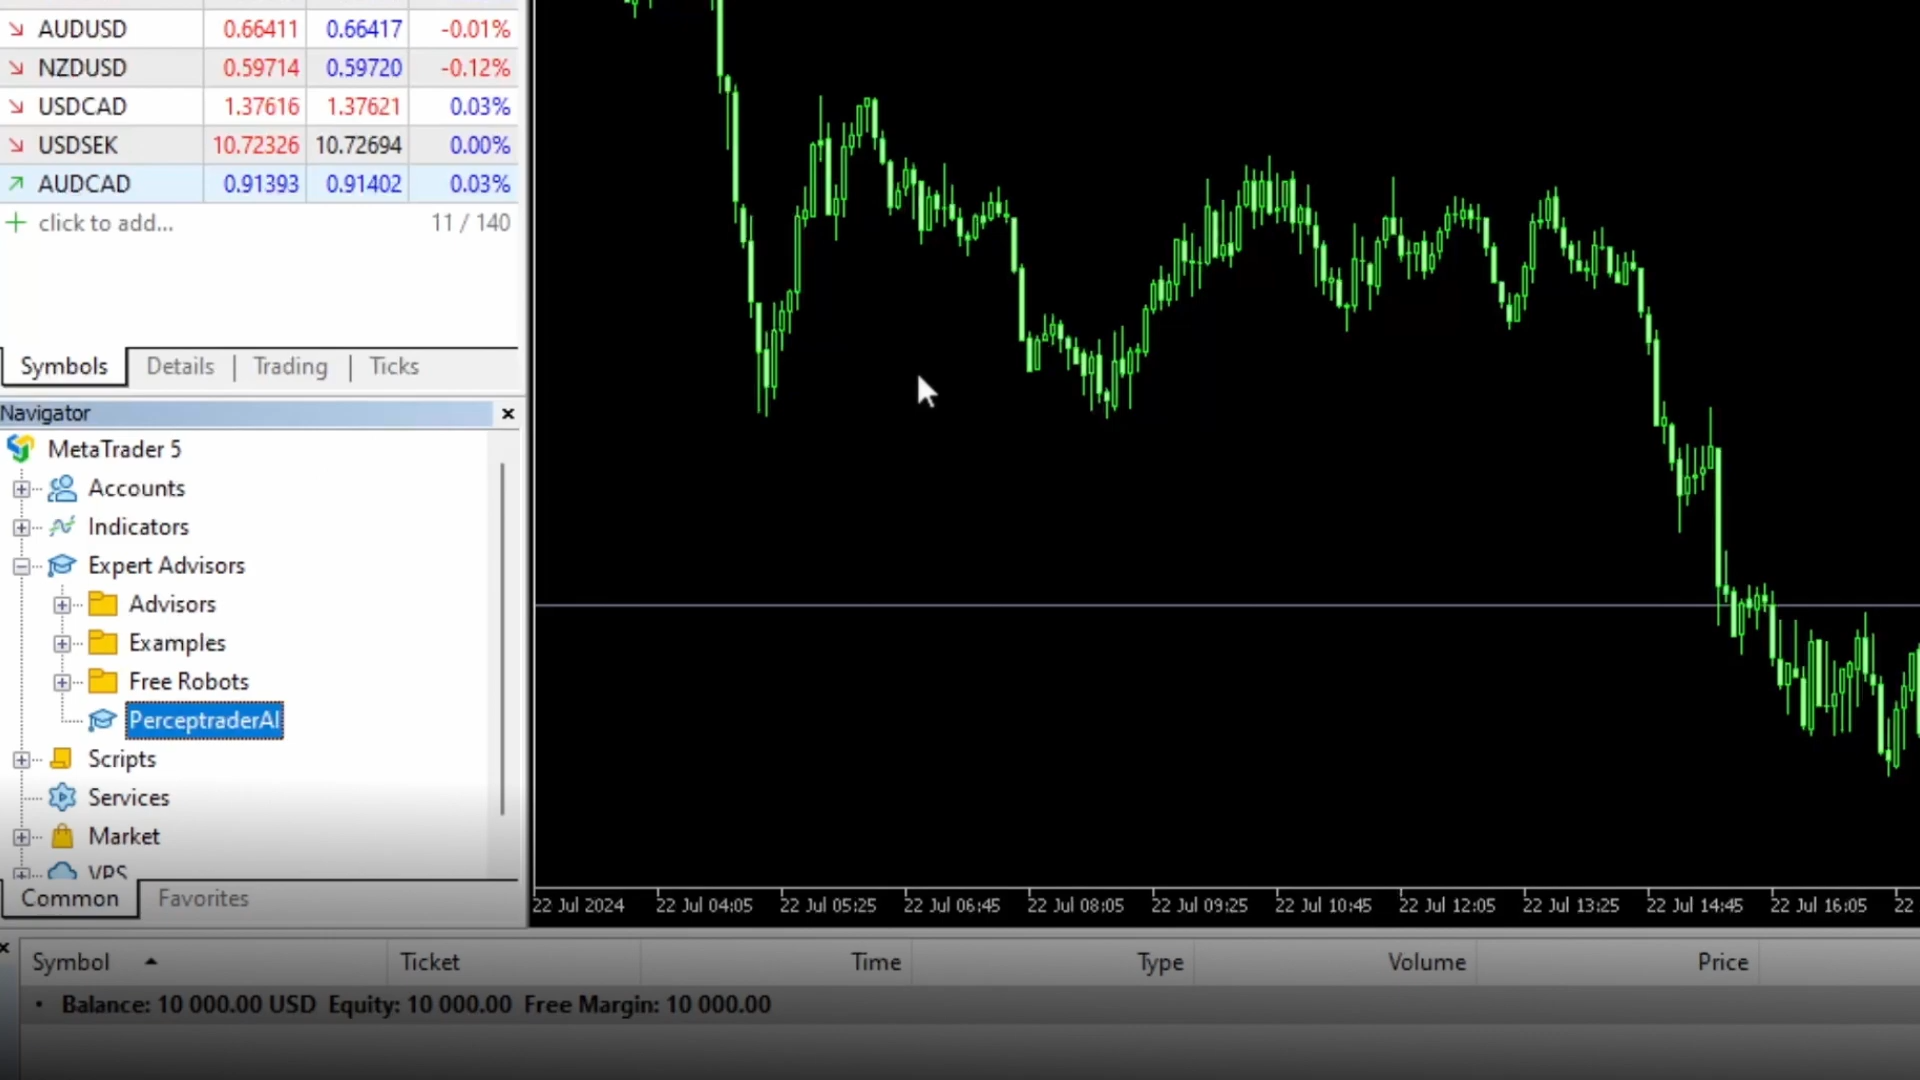 AUDUSD 0.66411 0.66417 -0.01%
NZDUSD 0.59714 0.59720 -0.12%
USDCAD 1.37616 1.37621 0.03%
USDSEK 10.72326 10.72694 0.00%
AUDCAD 0.91393 0.91402 0.03%
click to add... 11 / 140
Symbols Details Trading Ticks
Navigator
MetaTrader 5
Accounts
Indicators
Expert Advisors
Advisors
Examples
Free Robots
PerceptraderAI
Scripts
Services
Market
VPS
Common Favorites
22 Jul 2024 22 Jul 04:05 22 Jul 05:25 22 Jul 06:45 22 Jul 08:05 22 Jul 09:25 22 Jul 10:45 22 Jul 12:05 22 Jul 13:25 22 Jul 14:45 22 Jul 16:05 22
Symbol Ticket Time Type Volume Price
Balance: 10 000.00 USD Equity: 10 000.00 Free Margin: 10 000.00